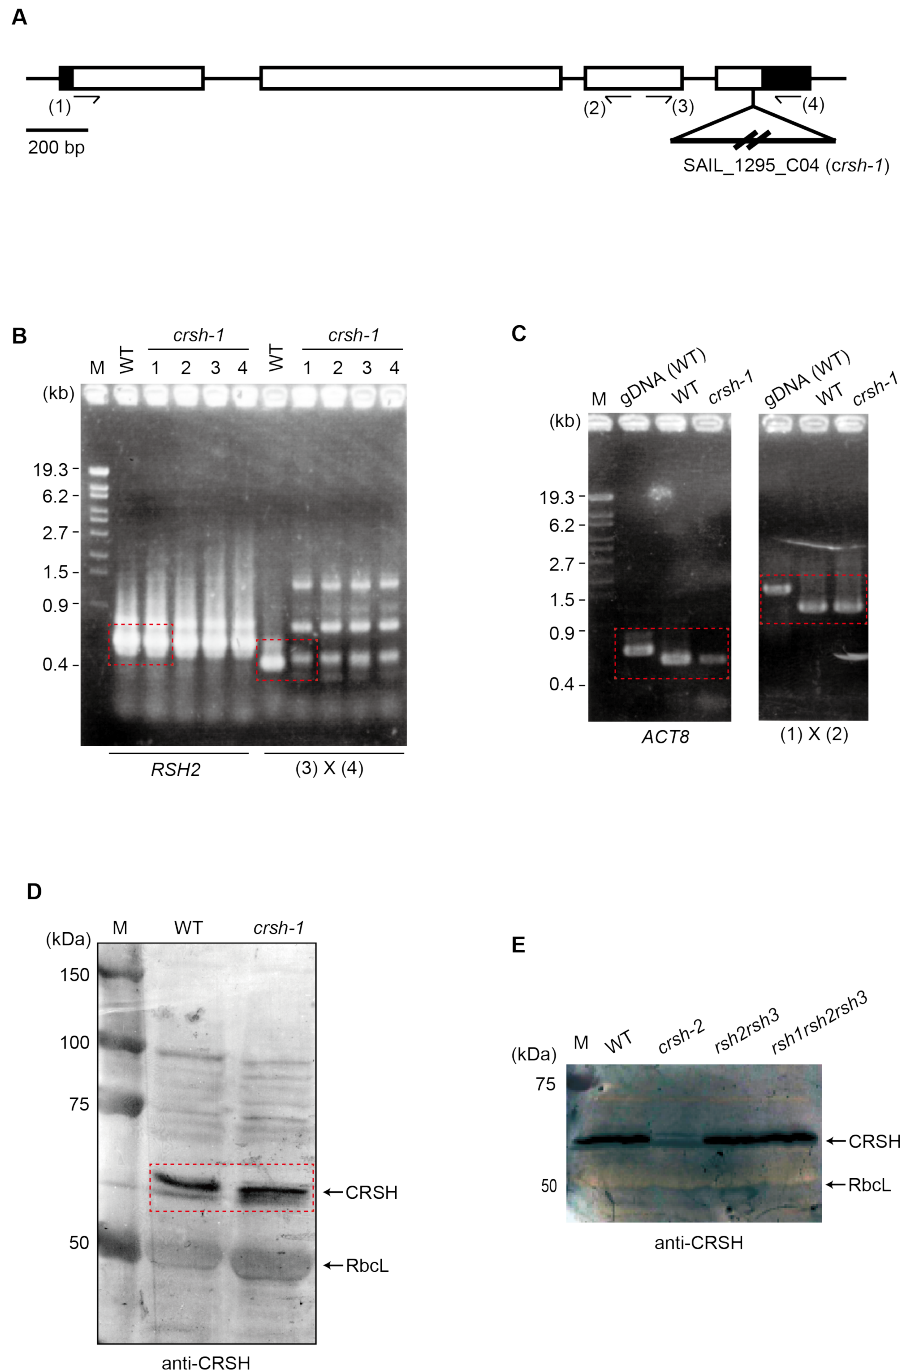 A
(1)
(2)
(3)
(4)
200 bp
SAIL_1295_C04 (crsh-1)
B
crsh-1
crsh-1
M WT 1 2 3 4 WT 1 2 3 4
(kb)
19.3
6.2
2.7
1.5
0.9
0.4
RSH2
(3) X (4)
C
M gDNA (WT) WT crsh-1
gDNA (WT) WT crsh-1
(kb)
19.3
6.2
2.7
1.5
0.9
0.4
ACT8
(1) X (2)
D
M WT crsh-1
(kDa)
150
100
75
50
CRSH
RbcL
anti-CRSH
E
M WT crsh-2 rsh2rsh3 rsh1rsh2rsh3
(kDa)
75
50
CRSH
RbcL
anti-CRSH